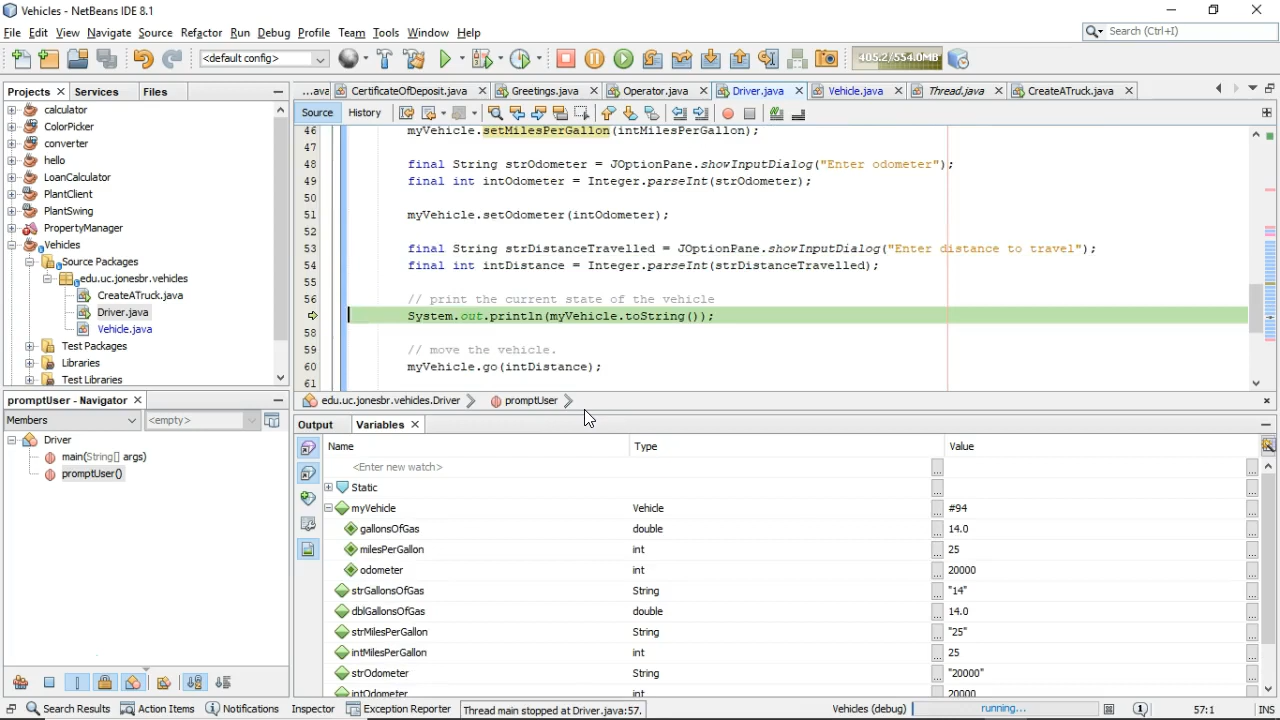 Vehicles - NetBeans IDE 8.1
File Edit View Navigate Source Refactor Run Debug Profile Team Tools Window Help
Search (Ctrl+I)
<default config>
405.2/554.0MB
Projects Services Files
calculator
ColorPicker
converter
hello
LoanCalculator
PlantClient
PlantSwing
PropertyManager
Vehicles
Source Packages
edu.uc.jonesbr.vehicles
CreateATruck.java
Driver.java
Vehicle.java
Test Packages
Libraries
Test Libraries
...ava CertificateOfDeposit.java Greetings.java Operator.java Driver.java Vehicle.java Thread.java CreateATruck.java
Source History
46 myVehicle.setMilesPerGallon(intMilesPerGallon);
47
48 final String strOdometer = JOptionPane.showInputDialog("Enter odometer");
49 final int intOdometer = Integer.parseInt(strOdometer);
50
51 myVehicle.setOdometer(intOdometer);
52
53 final String strDistanceTravelled = JOptionPane.showInputDialog("Enter distance to travel");
54 final int intDistance = Integer.parseInt(strDistanceTravelled);
55
56 // print the current state of the vehicle
System.out.println(myVehicle.toString());
58
59 // move the vehicle.
60 myVehicle.go(intDistance);
61
edu.uc.jonesbr.vehicles.Driver promptUser
promptUser - Navigator
Members <empty>
Driver
main(String[] args)
promptUser()
Output Variables
Name Type Value
<Enter new watch>
Static
myVehicle Vehicle #94
gallonsOfGas double 14.0
milesPerGallon int 25
odometer int 20000
strGallonsOfGas String "14"
dblGallonsOfGas double 14.0
strMilesPerGallon String "25"
intMilesPerGallon int 25
strOdometer String "20000"
intOdometer int 20000
Search Results Action Items Notifications Inspector Exception Reporter Thread main stopped at Driver.java:57. Vehicles (debug) running... 57:1 INS